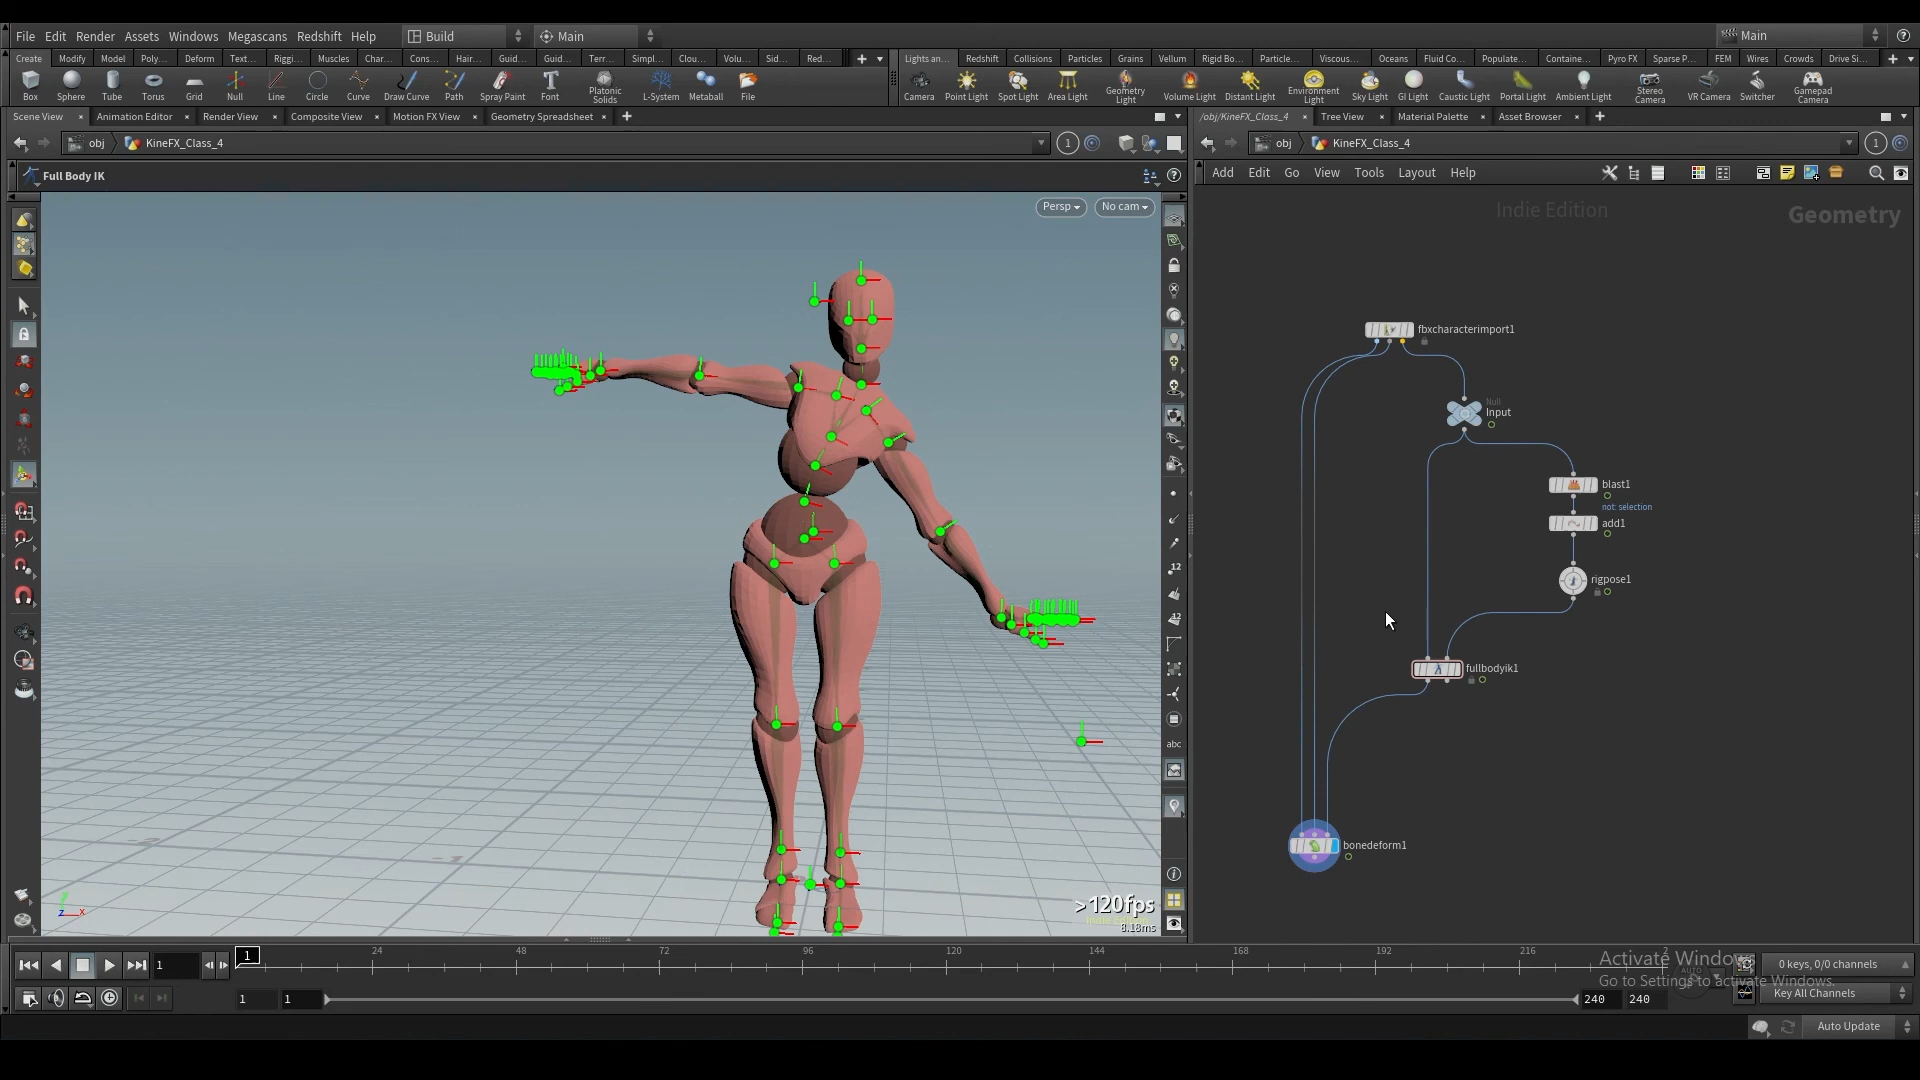 File Edit Render Assets Windows Megascans Redshift Help Build Main Main
Create Modify Model Poly... Deform Text... Riggi... Muscles Char... Cons... Hair... Guid... Guid... Terr... Simpl... Clou... Volu... Sid... Red...
Lights an... Redshift Collisions Particles Grains Vellum Rigid Bo... Particle... Viscous... Oceans Fluid Co... Populate... Containe... Pyro FX Sparse P... FEM Wires Crowds Drive Si...
Box Sphere Tube Torus Grid Null Line Circle Curve Draw Curve Path Spray Paint Font Platonic Solids L-System Metaball File
Camera Point Light Spot Light Area Light Geometry Light Volume Light Distant Light Environment Light Sky Light GI Light Caustic Light Portal Light Ambient Light Stereo Camera VR Camera Switcher Gamepad Camera
Scene View Animation Editor Render View Composite View Motion FX View Geometry Spreadsheet
/obj/KineFX_Class_4 Tree View Material Palette Asset Browser
obj KineFX_Class_4 1
obj KineFX_Class_4 1
Full Body IK
Add Edit Go View Tools Layout Help
Persp No cam
Indie Edition
Geometry
fbxcharacterimport1
Null
Input
blast1
not: selection
add1
rigpose1
fullbodyik1
bonedeform1
12
12
abc
>120fps
8.18ms
1 1 24 48 72 96 120 144 168 192 216 2
Activate Windows
Go to Settings to activate Windows.
0 keys, 0/0 channels
1 1 240 240
Key All Channels
Auto Update